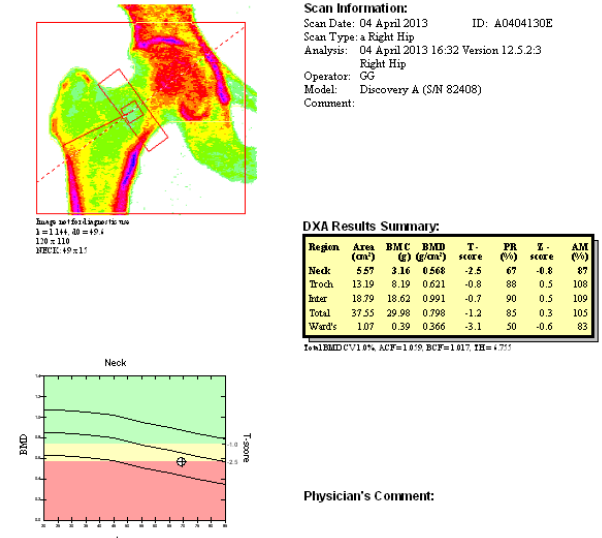 Scan Information:
Scan Date: 04 April 2013 ID: A0404130E
Scan Type: a Right Hip
Analysis: 04 April 2013 16:32 Version 12.5.2:3
Right Hip
Operator: GG
Model: Discovery A (S/N 82408)
Comment:
Image not for diagnostic use
120 x 110
NECK: 49 x 15
DXA Results Summary:
Region Area (cm²) BMC (g) BMD (g/cm²) T - score PR (%) Z - score AM (%)
Neck 5.57 3.16 0.568 -2.5 67 -0.8 87
Troch 13.19 8.19 0.621 -0.8 88 0.5 108
Inter 18.79 18.62 0.991 -0.7 90 0.5 109
Total 37.55 29.98 0.798 -1.2 85 0.3 105
Ward's 1.07 0.39 0.366 -3.1 50 -0.6 83
Total BMD CV 1.0%, ACF = 1.059, BCF = 1.017, TH = 6.755
Neck
BMD
T-score
-1.0
-2.5
Physician's Comment: